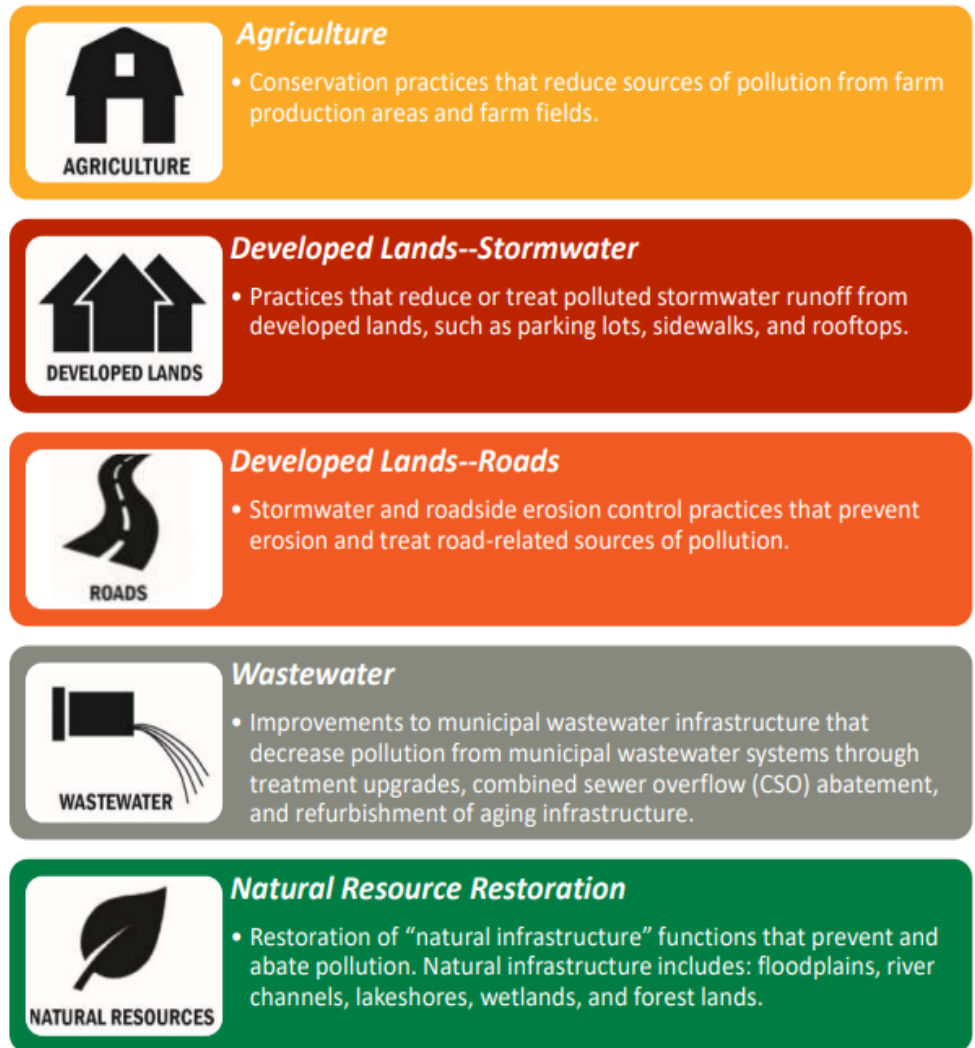 Agriculture
• Conservation practices that reduce sources of pollution from farm
production areas and farm fields.
AGRICULTURE
Developed Lands--Stormwater
• Practices that reduce or treat polluted stormwater runoff from
developed lands, such as parking lots, sidewalks, and rooftops.
DEVELOPED LANDS
Developed Lands--Roads
• Stormwater and roadside erosion control practices that prevent
erosion and treat road-related sources of pollution.
ROADS
Wastewater
• Improvements to municipal wastewater infrastructure that
decrease pollution from municipal wastewater systems through
treatment upgrades, combined sewer overflow (CSO) abatement,
and refurbishment of aging infrastructure.
WASTEWATER
Natural Resource Restoration
• Restoration of “natural infrastructure” functions that prevent and
abate pollution. Natural infrastructure includes: floodplains, river
channels, lakeshores, wetlands, and forest lands.
NATURAL RESOURCES